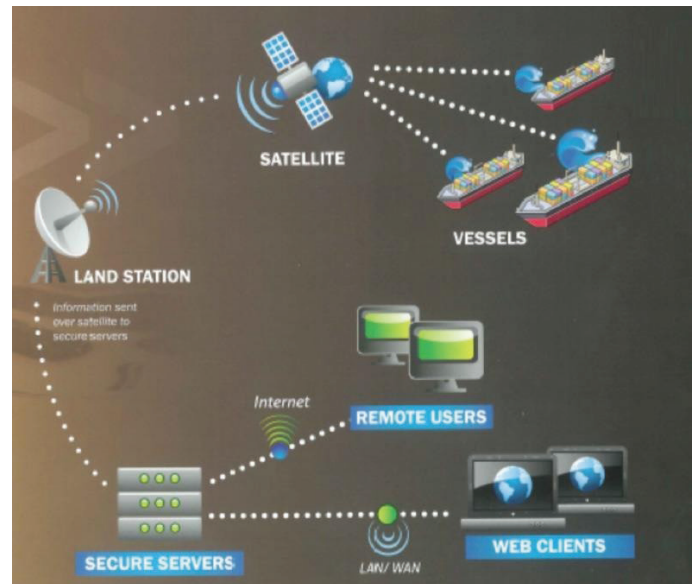 SATELLITE
VESSELS
LAND STATION
Information sent
over satellite to
secure servers
Internet
REMOTE USERS
SECURE SERVERS
LAN/ WAN
WEB CLIENTS